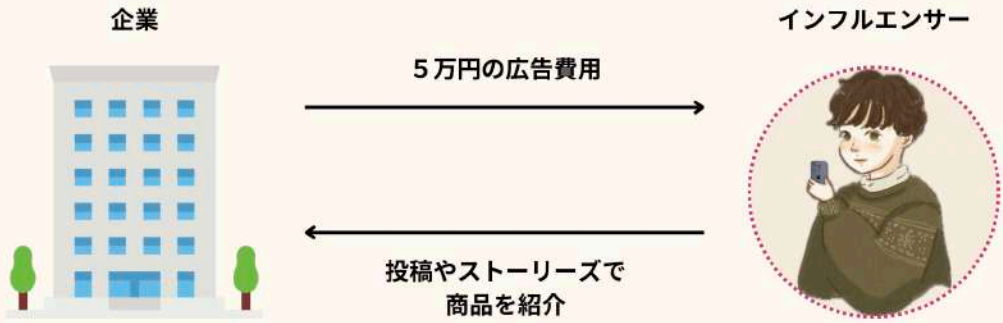 企業
インフルエンサー
５万円の広告費用
投稿やストーリーズで
商品を紹介